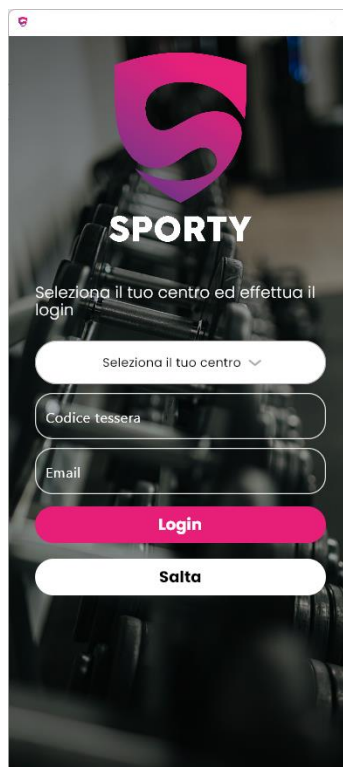 SPORTY
Seleziona il tuo centro ed effettua il
login
Seleziona il tuo centro
Codice tessera
Email
Login
Salta